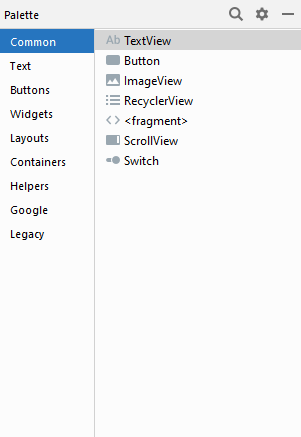 Palette
Common
Text
Buttons
Widgets
Layouts
Containers
Helpers
Google
Legacy
Ab TextView
Button
ImageView
RecyclerView
<fragment>
ScrollView
Switch